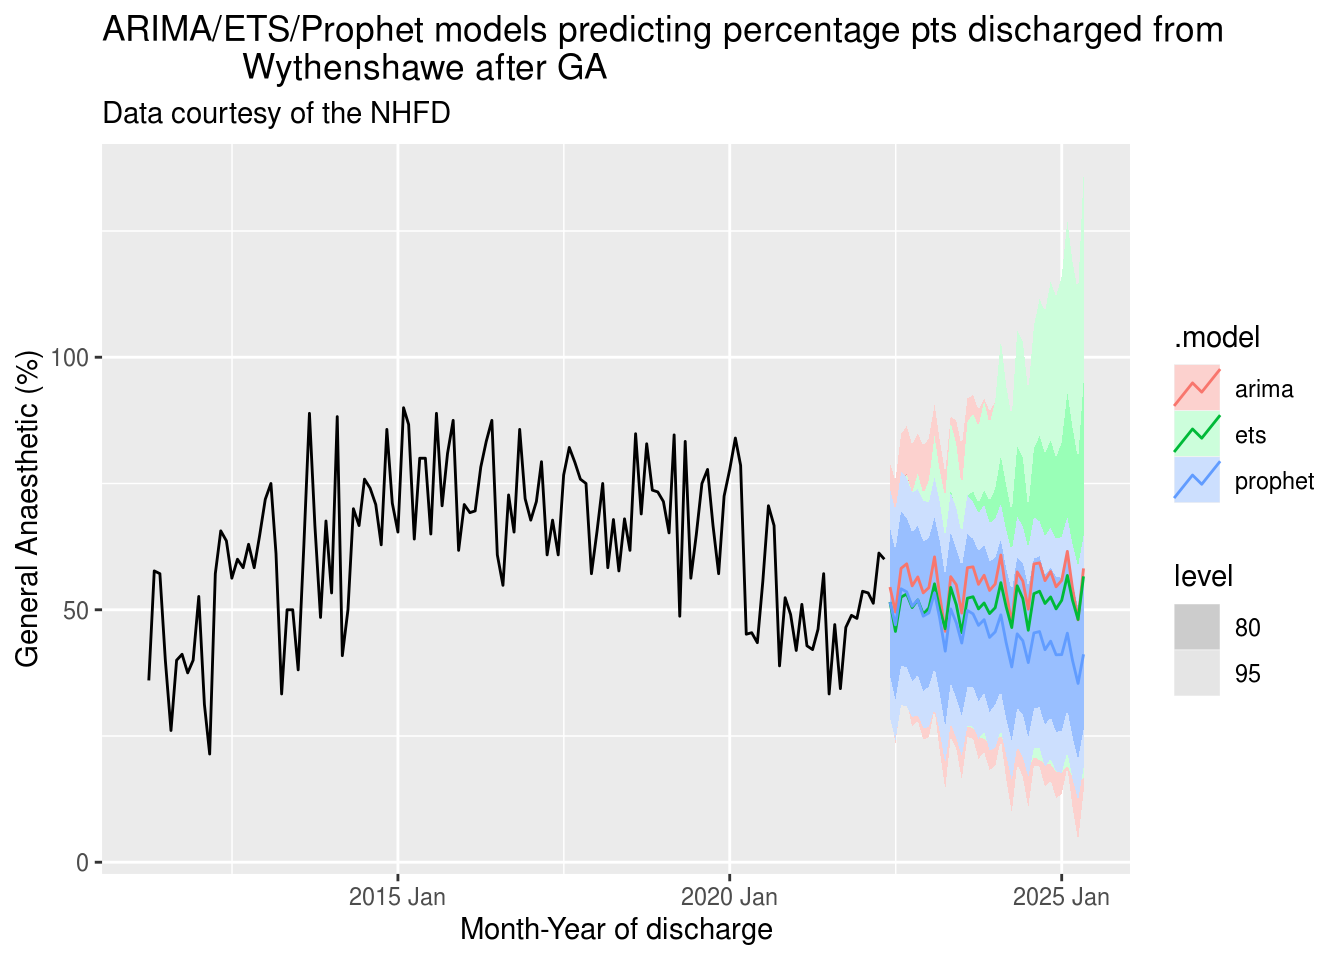 ARIMA/ETS/Prophet models predicting percentage pts discharged from
Wythenshawe after GA
Data courtesy of the NHFD
General Anaesthetic (%)
100
50
0
2015 Jan
2020 Jan
2025 Jan
Month-Year of discharge
.model
arima
ets
prophet
level
80
95